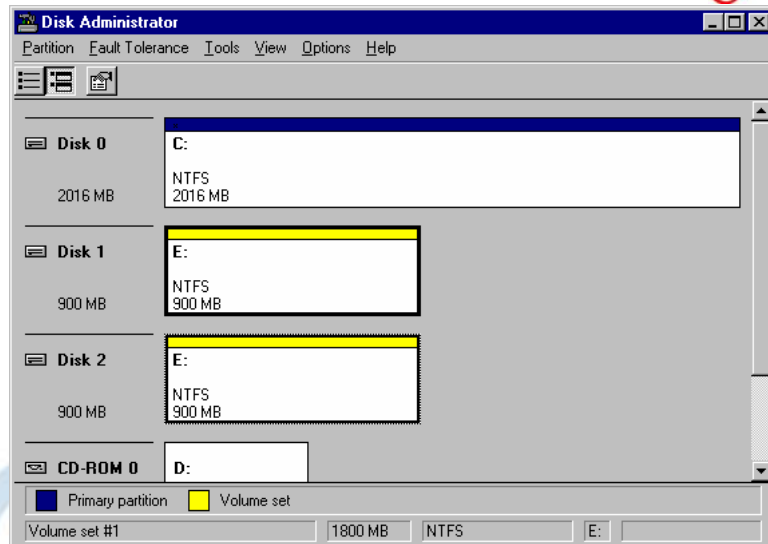 Disk Administrator
Partition Fault Tolerance Tools View Options Help
Disk 0
2016 MB
C:
NTFS
2016 MB
Disk 1
900 MB
E:
NTFS
900 MB
Disk 2
900 MB
E:
NTFS
900 MB
CD-ROM 0
D:
Primary partition Volume set
Volume set #1 1800 MB NTFS E: